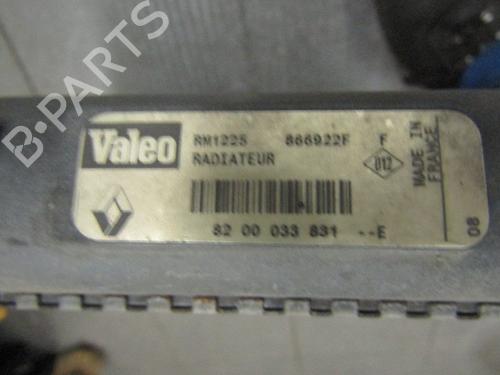 B-PARTS
Valeo
RM1225 866922F F
RADIATEUR
012
MADE IN
FRANCE
82 00 033 831 --E
08